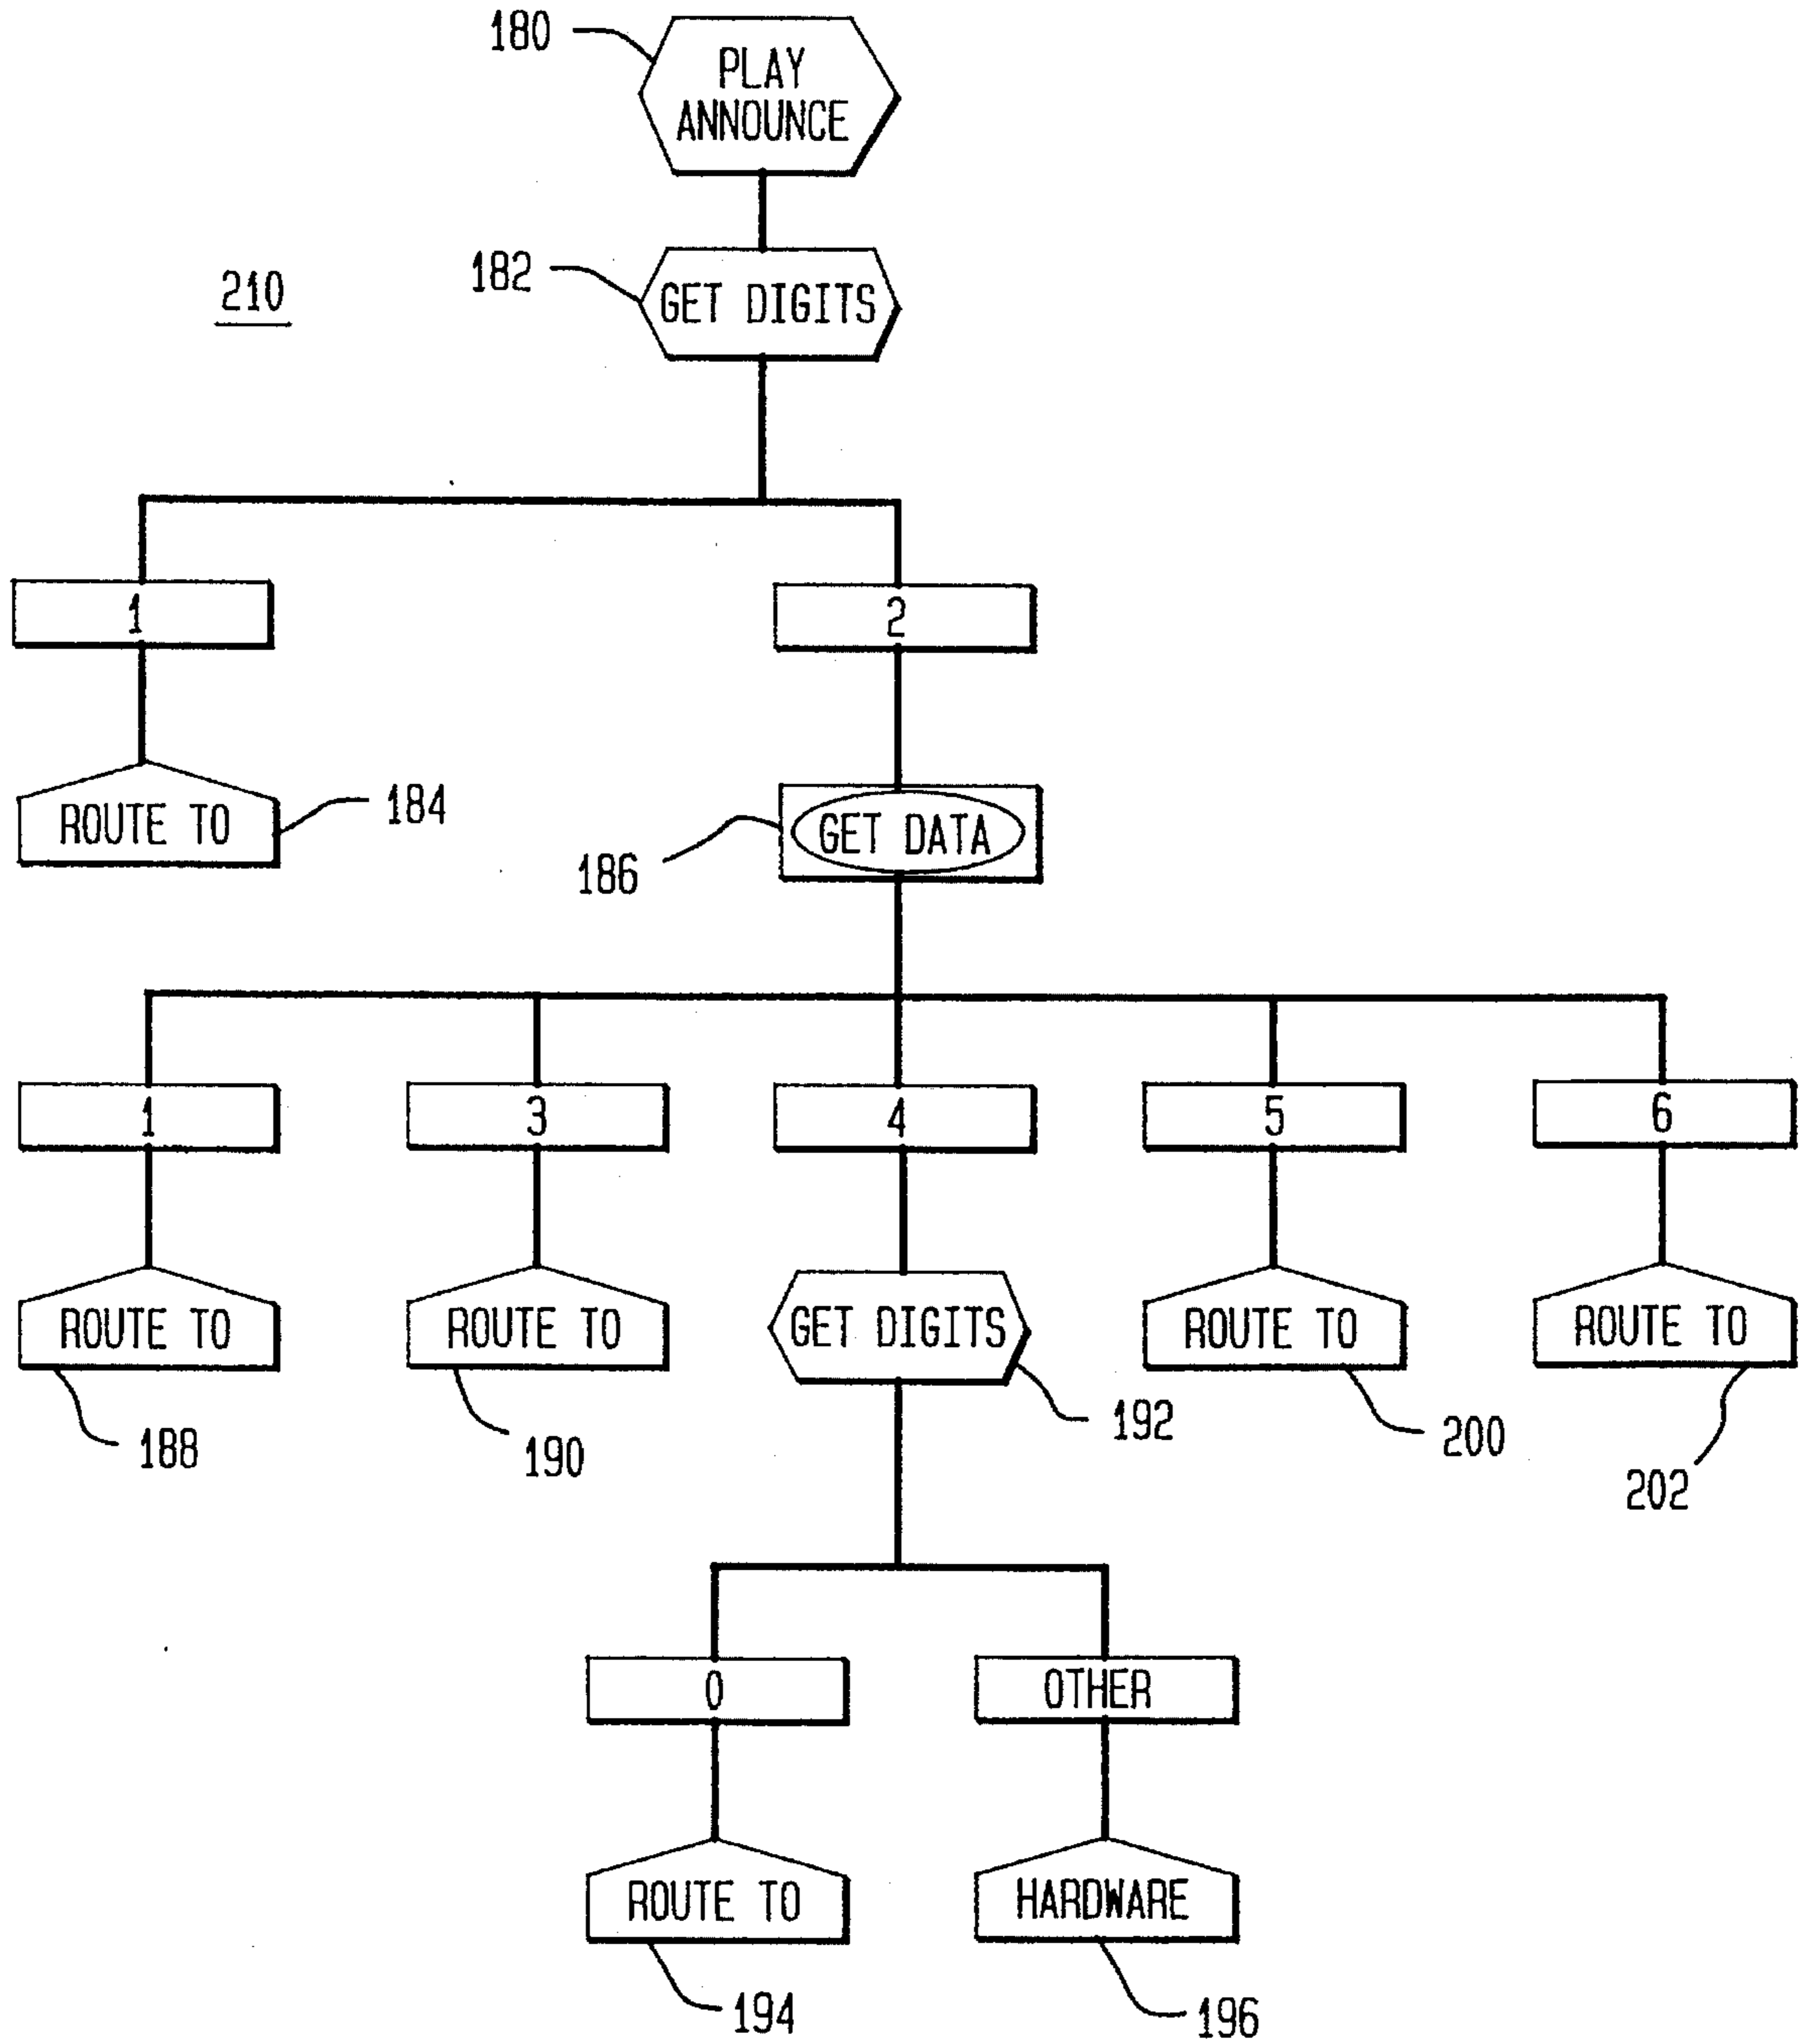 180
PLAY
ANNOUNCE
182
GET DIGITS
210
1
2
ROUTE TO
184
GET DATA
186
1
3
4
5
6
ROUTE TO
ROUTE TO
GET DIGITS
ROUTE TO
ROUTE TO
188
190
192
200
202
0
OTHER
ROUTE TO
HARDWARE
194
196